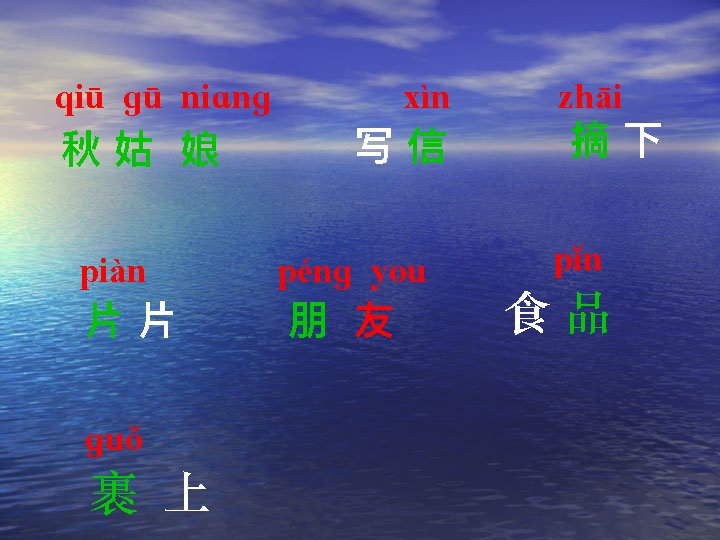 qiū gū niɑng xìn zhāi
秋 姑 娘 写 信 摘 下
piàn péng you pǐn
片 片 朋 友 食 品
guǒ
裹 上